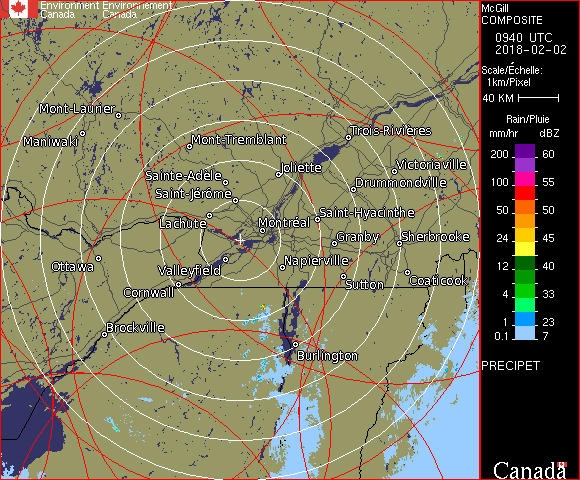 Environment Environnement
Canada Canada
McGill
COMPOSITE
0940 UTC
2018-02-02
Scale/Échelle:
1km/Pixel
40 KM
Rain/Pluie
mm/hr dBZ
200 60
155
100 55
50 50
24 45
12 40
4 33
1 23
0.1 7
PRECIPET
Canada
Mont-Laurier
Maniwaki
Mont-Tremblant
Trois-Rivières
Joliette
Victoriaville
Sainte-Adèle
Drummondville
Saint-Jérôme
Lachute
Saint-Hyacinthe
Montréal
Granby
Sherbrooke
Ottawa
Valleyfield
Napierville
Cornwall
Sutton
Coaticook
Brockville
Burlington